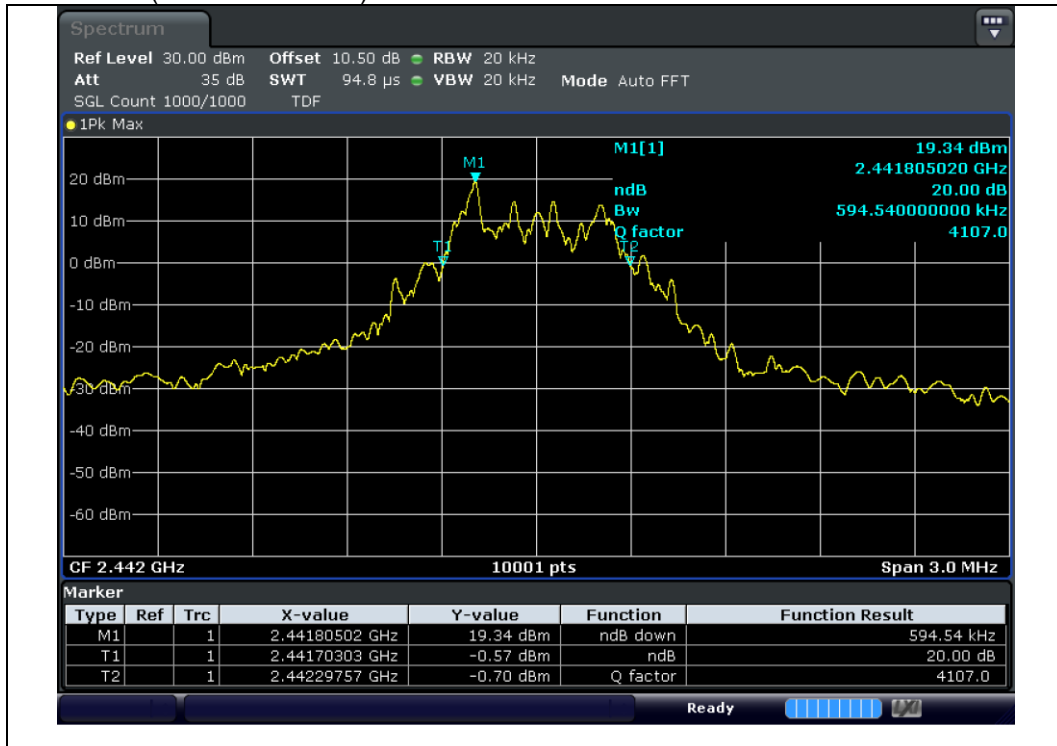 Spectrum
Ref Level 30.00 dBm Offset 10.50 dB RBW 20 kHz
Att 35 dB SWT 94.8 µs VBW 20 kHz Mode Auto FFT
SGL Count 1000/1000 TDF
1Pk Max
M1[1] 19.34 dBm
2.441805020 GHz
ndB 20.00 dB
Bw 594.540000000 kHz
Q factor 4107.0
M1
T1
T2
20 dBm
10 dBm
0 dBm
-10 dBm
-20 dBm
-30 dBm
-40 dBm
-50 dBm
-60 dBm
CF 2.442 GHz 10001 pts Span 3.0 MHz
Marker
Type Ref Trc X-value Y-value Function Function Result
M1 1 2.44180502 GHz 19.34 dBm ndB down 594.54 kHz
T1 1 2.44170303 GHz -0.57 dBm ndB 20.00 dB
T2 1 2.44229757 GHz -0.70 dBm Q factor 4107.0
Ready